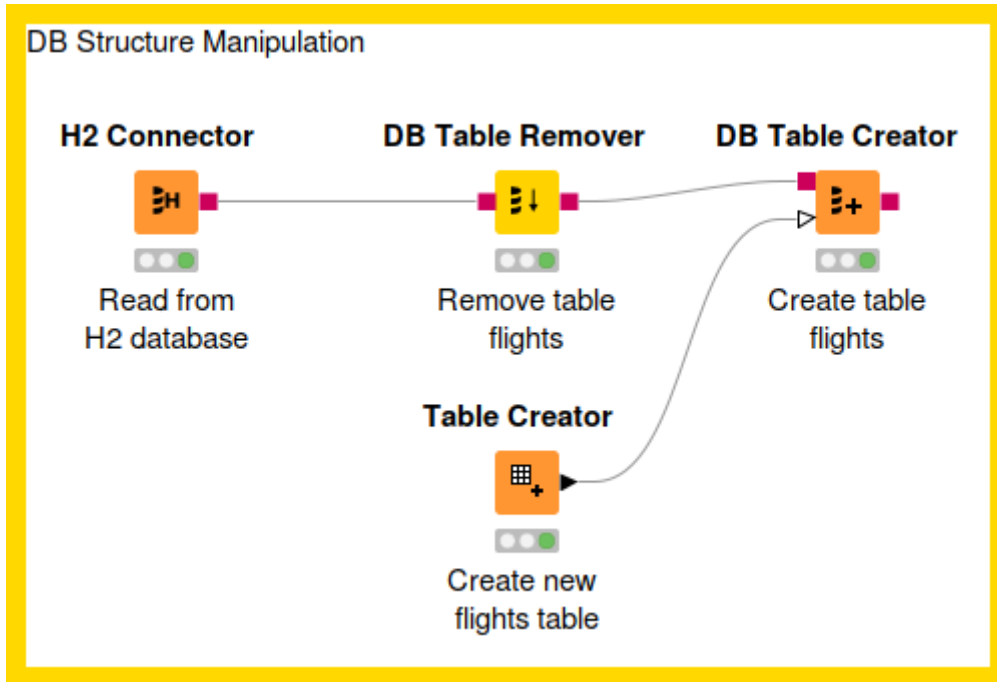 DB Structure Manipulation
H2 Connector
DB Table Remover
DB Table Creator
H
Read from
H2 database
Remove table
flights
Create table
flights
Table Creator
Create new
flights table